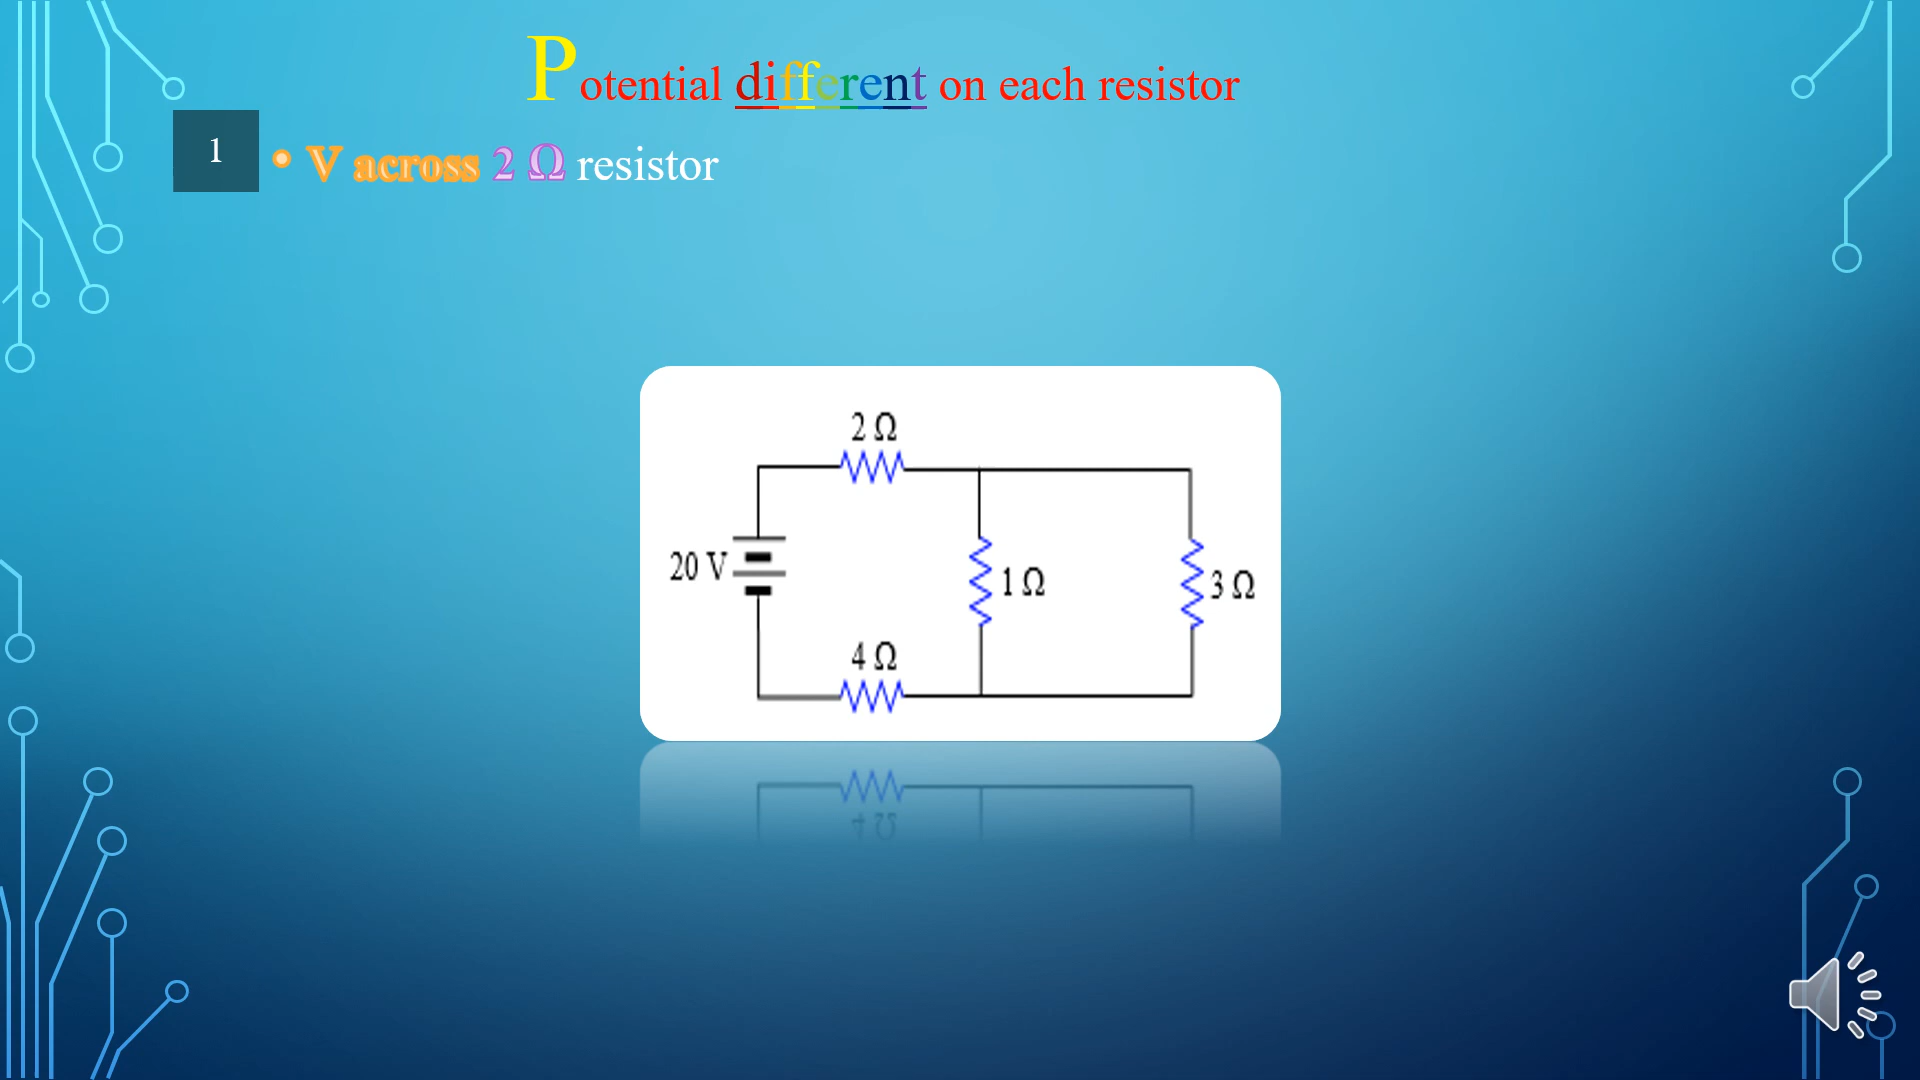 Potential different on each resistor
1
• V across 2 Ω resistor
2 Ω
20 V
1 Ω
3 Ω
4 Ω